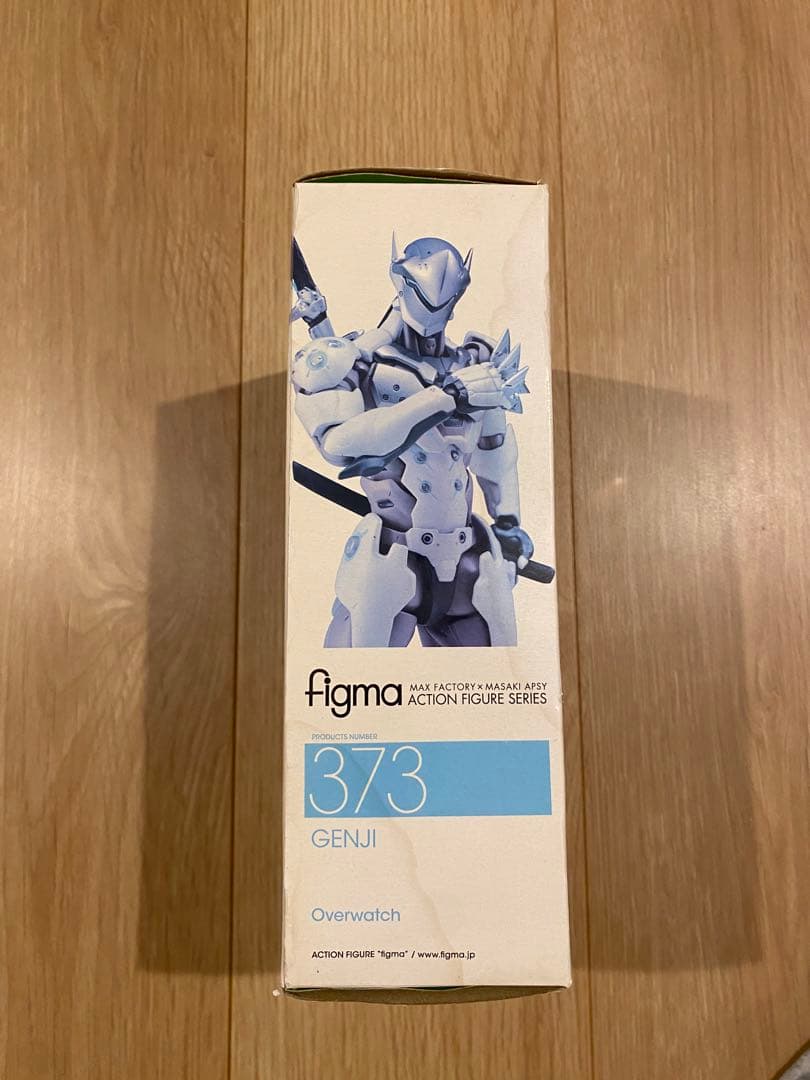 figma MAX FACTORY × MASAKI APSY
ACTION FIGURE SERIES
PRODUCTS NUMBER
373
GENJI
Overwatch
ACTION FIGURE "figma" / www.figma.jp